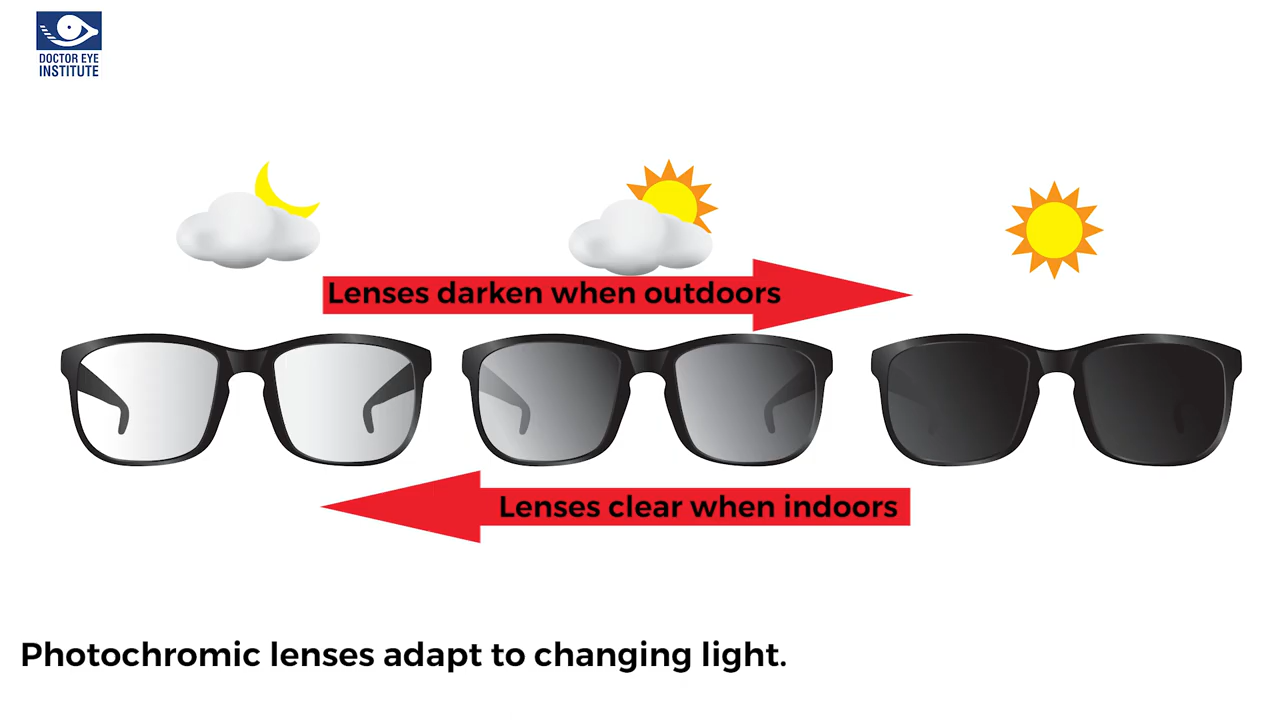 DOCTOR EYE
INSTITUTE
Lenses darken when outdoors
Lenses clear when indoors
Photochromic lenses adapt to changing light.